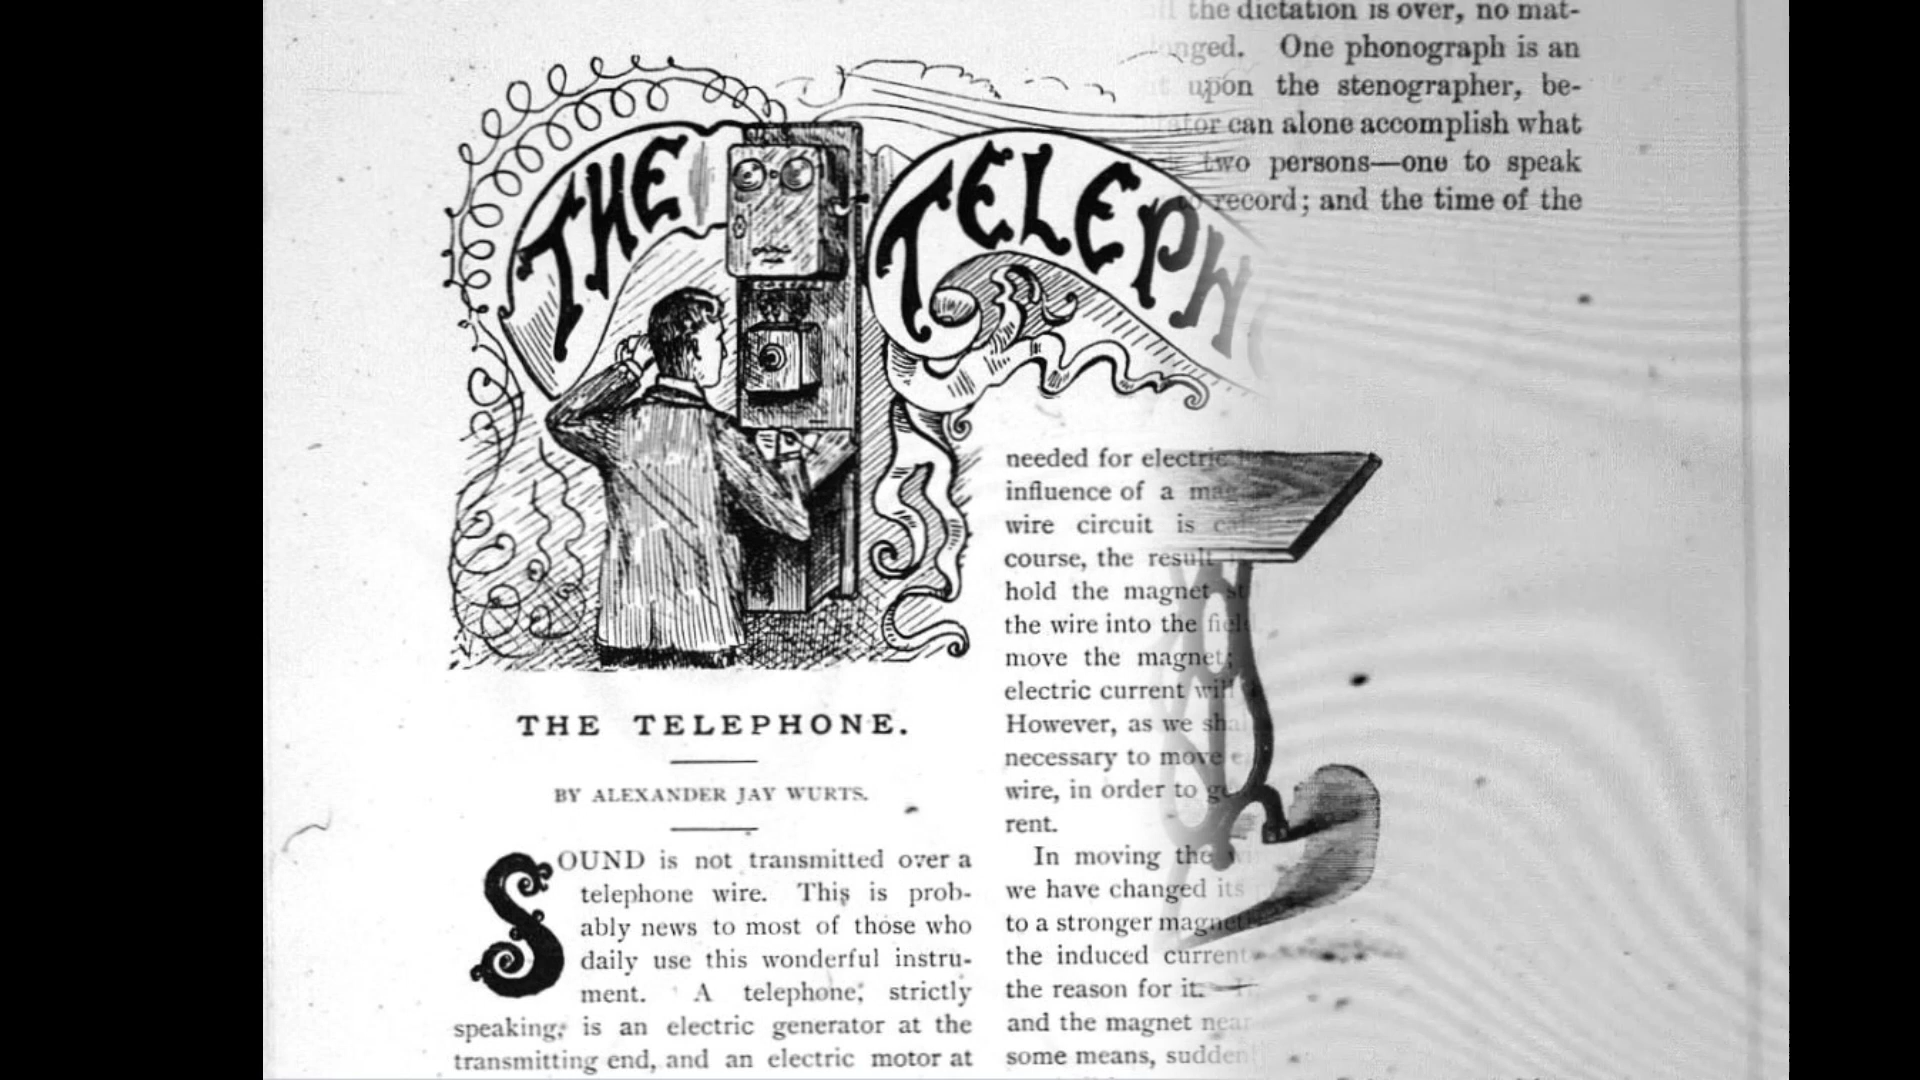 the dictation is over, no mat-
One phonograph is an
upon the stenographer, be-
can alone accomplish what
two persons—one to speak
record; and the time of the
THE TELEPH
THE TELEPHONE.
BY ALEXANDER JAY WURTS.
SOUND is not transmitted over a
telephone wire. This is prob-
ably news to most of those who
daily use this wonderful instru-
ment. A telephone, strictly
speaking, is an electric generator at the
transmitting end, and an electric motor at
needed for electric
influence of a
wire circuit is
course, the result
hold the magnet
the wire into the
move the magnet;
electric current
However, as we
necessary to move
wire, in order to
rent.
In moving the
we have changed its
to a stronger magnet
the induced current
the reason for it.
and the magnet near
some means,